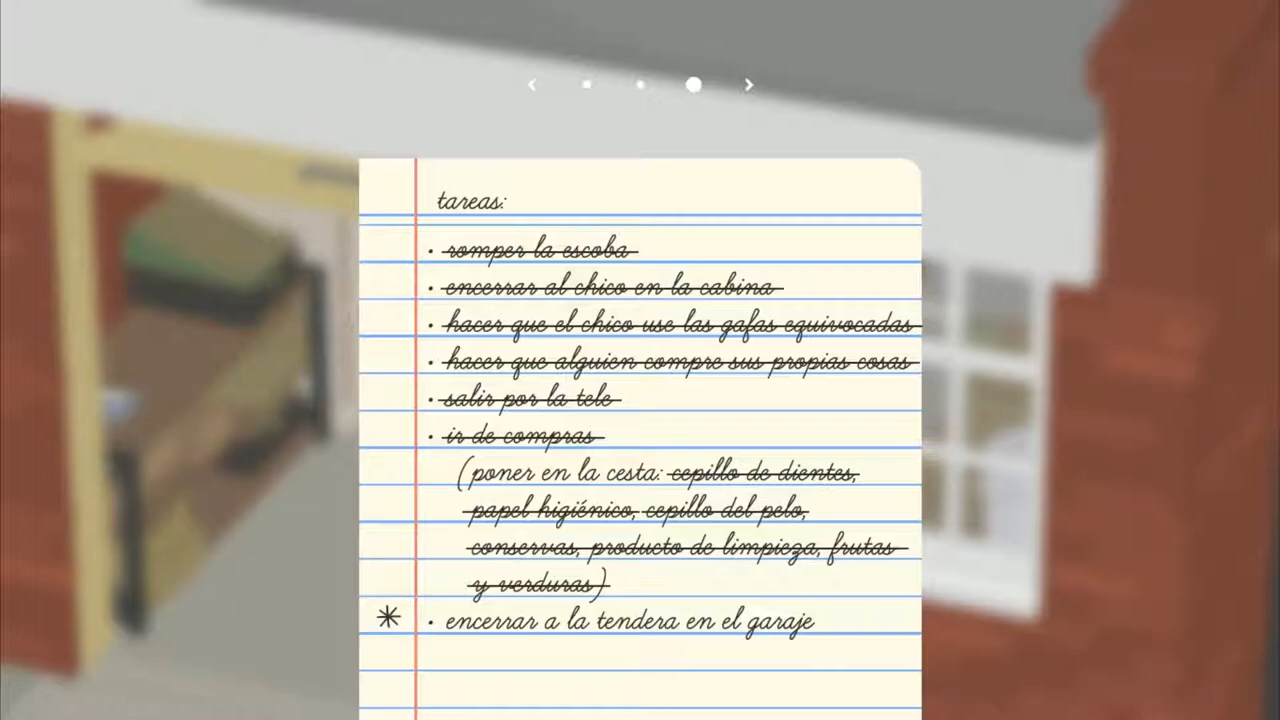 tareas:
· romper la escoba
· encerrar al chico en la cabina
· hacer que el chico use las gafas equivocadas
· hacer que alguien compre sus propias cosas
· salir por la tele
· ir de compras
(poner en la cesta: cepillo de dientes,
papel higiénico, cepillo del pelo,
conservas, producto de limpieza, frutas
y verduras)
· encerrar a la tendera en el garaje